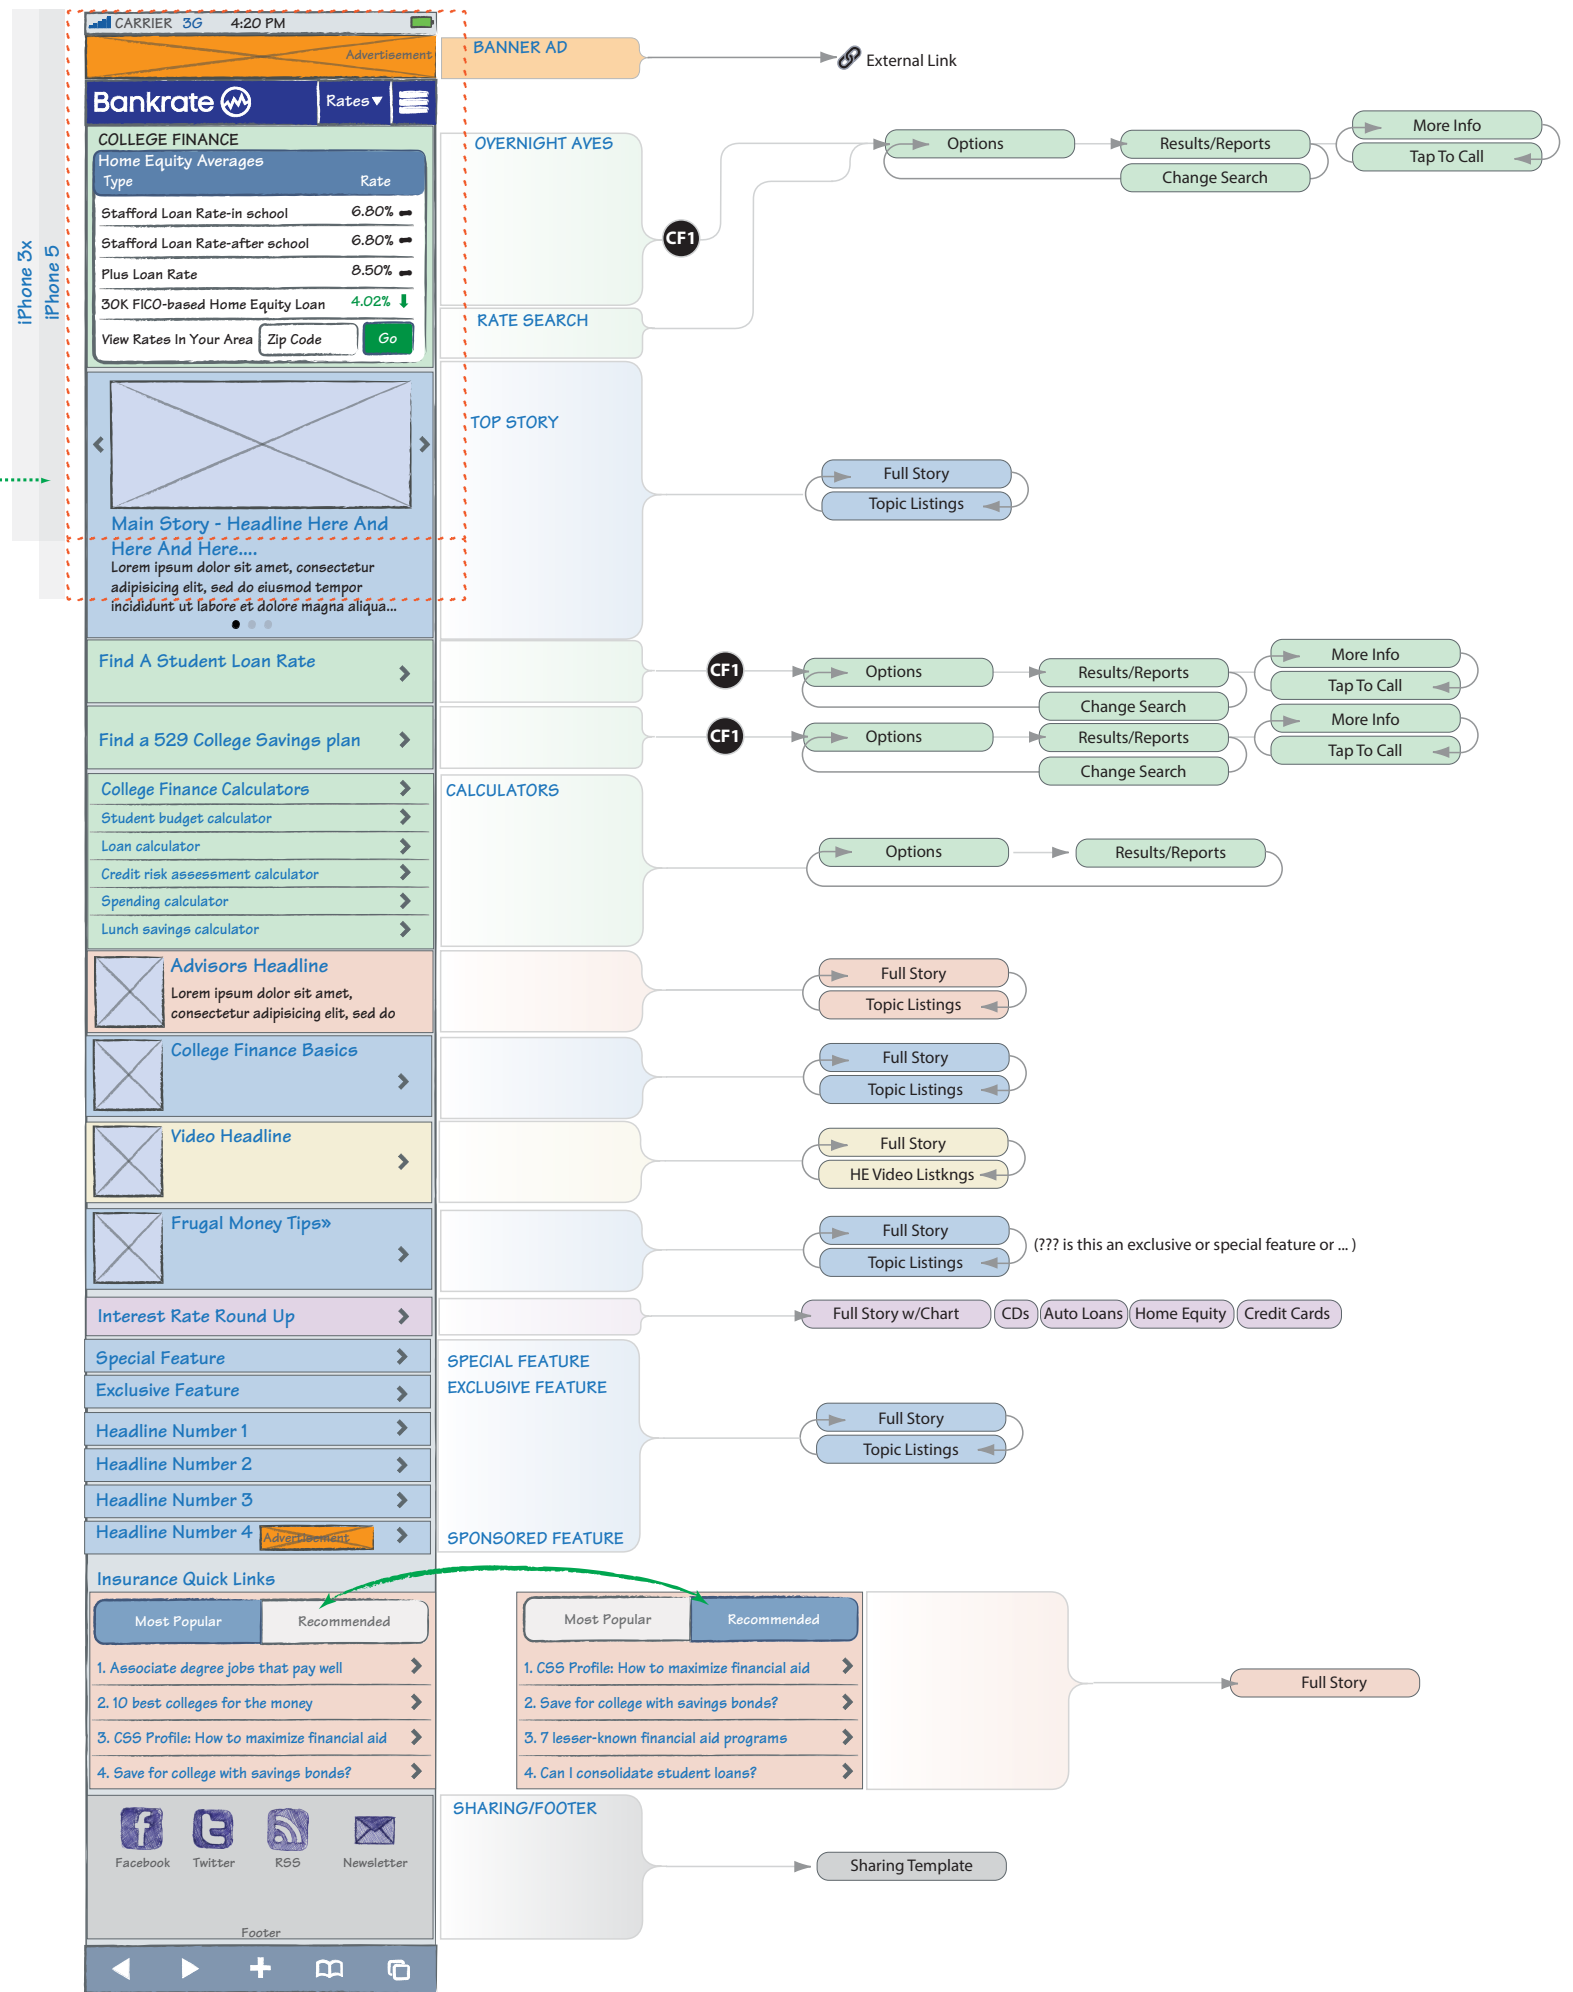 CARRIER 3G 4:20 PM
Advertisement
BANNER AD
External Link
Bankrate
Rates▼
COLLEGE FINANCE
Home Equity Averages
Type Rate
Stafford Loan Rate-in school 6.80%
Stafford Loan Rate-after school 6.80%
Plus Loan Rate 8.50%
30K FICO-based Home Equity Loan 4.02%
View Rates In Your Area Zip Code Go
iPhone 3x
iPhone 5
OVERNIGHT AVES
CF1
Options
Results/Reports
Change Search
More Info
Tap To Call
RATE SEARCH
TOP STORY
Main Story - Headline Here And
Here And Here....
Lorem ipsum dolor sit amet, consectetur
adipisicing elit, sed do eiusmod tempor
incididunt ut labore et dolore magna aliqua...
Full Story
Topic Listings
Find A Student Loan Rate
CF1
Options
Results/Reports
Change Search
More Info
Tap To Call
Find a 529 College Savings plan
CF1
Options
Results/Reports
Change Search
More Info
Tap To Call
College Finance Calculators
Student budget calculator
Loan calculator
Credit risk assessment calculator
Spending calculator
Lunch savings calculator
CALCULATORS
Options
Results/Reports
Advisors Headline
Lorem ipsum dolor sit amet,
consectetur adipisicing elit, sed do
Full Story
Topic Listings
College Finance Basics
Full Story
Topic Listings
Video Headline
Full Story
HE Video Listkngs
Frugal Money Tips»
Full Story
Topic Listings
(??? is this an exclusive or special feature or ... )
Interest Rate Round Up
Full Story w/Chart
CDs
Auto Loans
Home Equity
Credit Cards
Special Feature
Exclusive Feature
Headline Number 1
Headline Number 2
Headline Number 3
Headline Number 4
Advertisement
SPECIAL FEATURE
EXCLUSIVE FEATURE
SPONSORED FEATURE
Full Story
Topic Listings
Insurance Quick Links
Most Popular
Recommended
1. Associate degree jobs that pay well
2. 10 best colleges for the money
3. CSS Profile: How to maximize financial aid
4. Save for college with savings bonds?
Most Popular
Recommended
1. CSS Profile: How to maximize financial aid
2. Save for college with savings bonds?
3. 7 lesser-known financial aid programs
4. Can I consolidate student loans?
Full Story
Facebook
Twitter
RSS
Newsletter
Footer
SHARING/FOOTER
Sharing Template